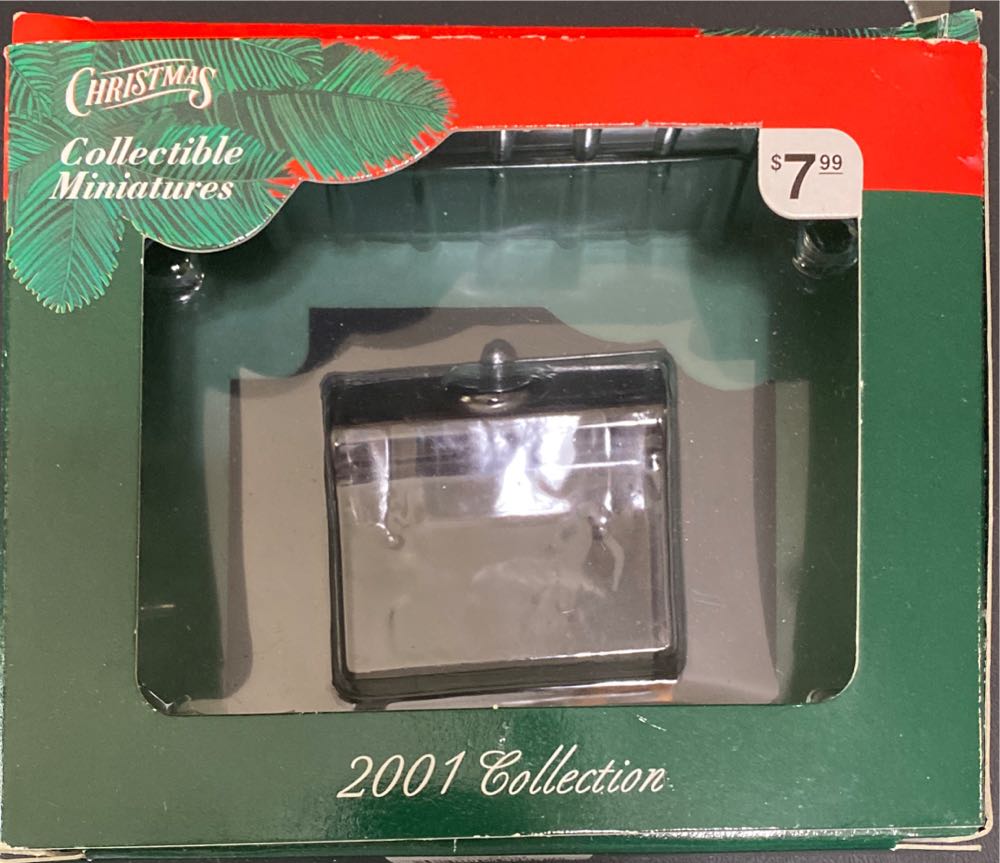 CHRISTMAS
Collectible
Miniatures
$7.99
2001 Collection